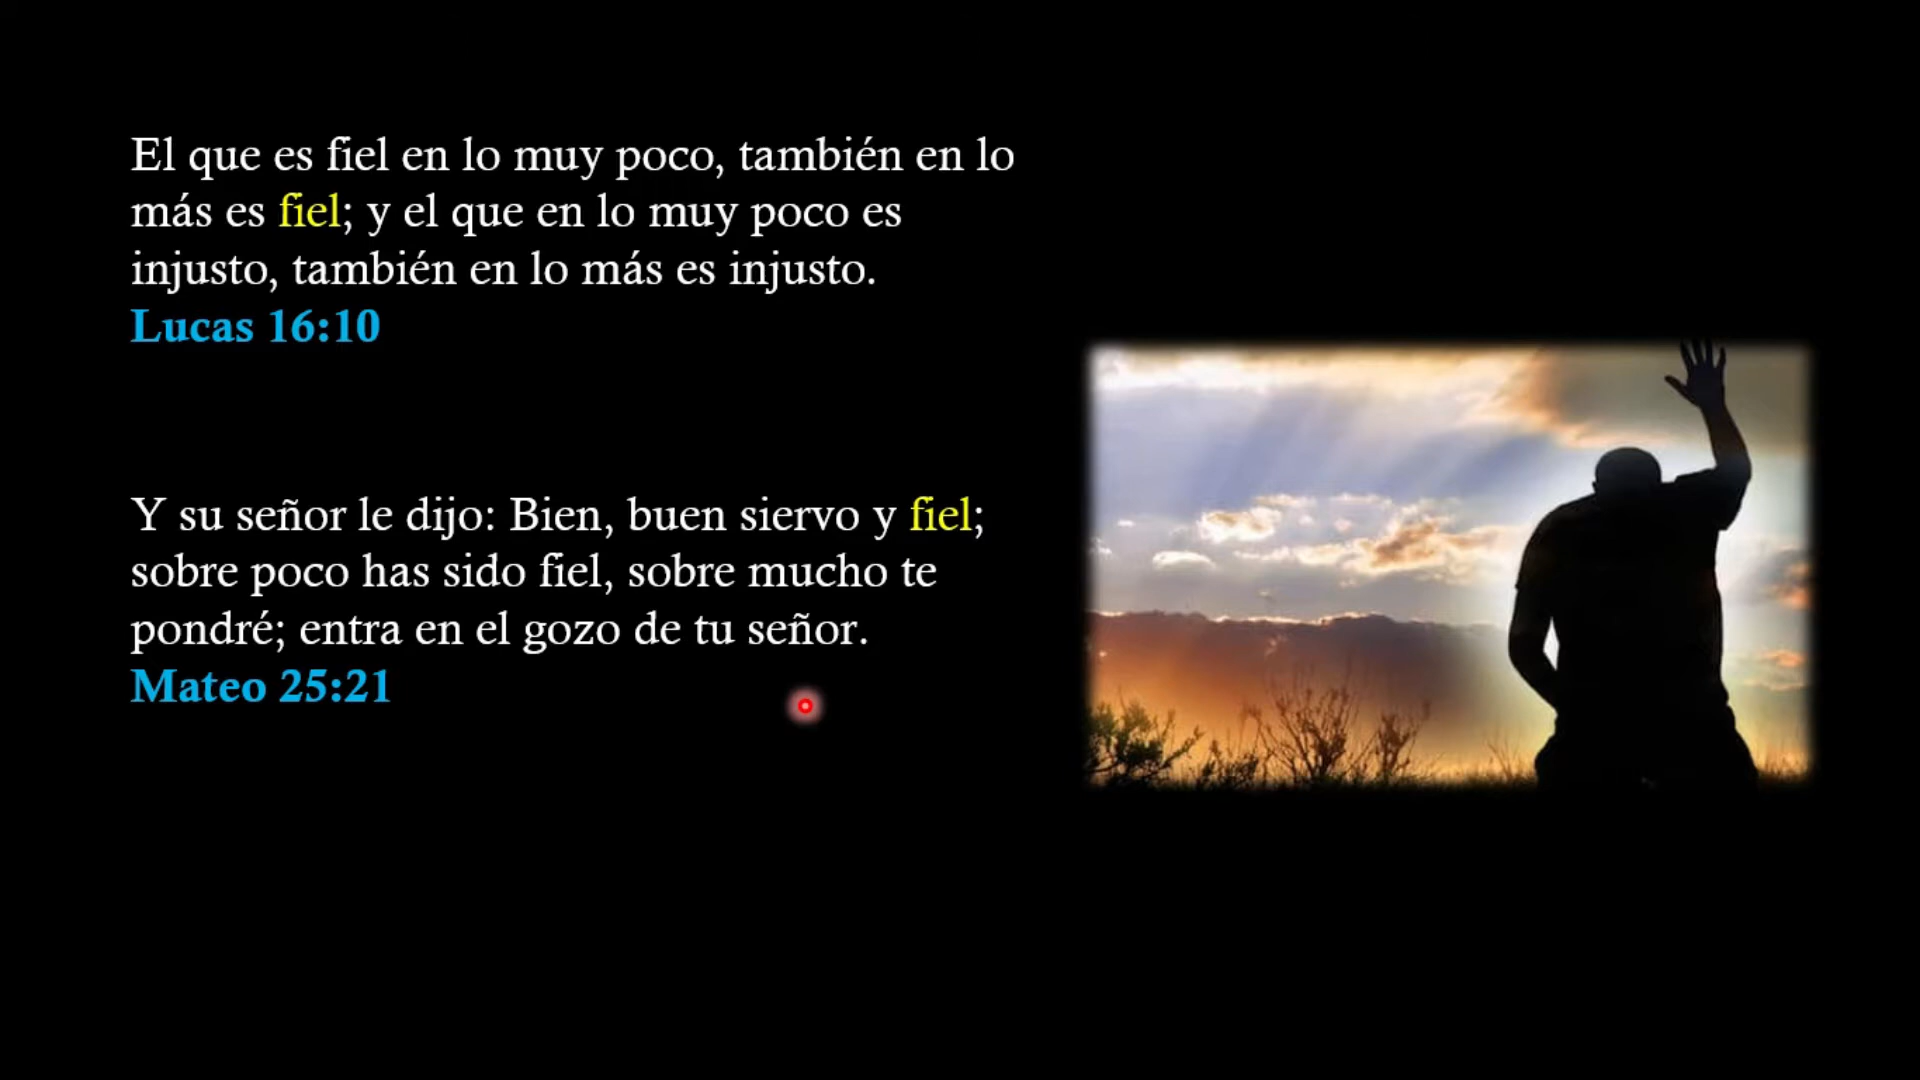 El que es fiel en lo muy poco, también en lo
más es fiel; y el que en lo muy poco es
injusto, también en lo más es injusto.
Lucas 16:10
Y su señor le dijo: Bien, buen siervo y fiel;
sobre poco has sido fiel, sobre mucho te
pondré; entra en el gozo de tu señor.
Mateo 25:21